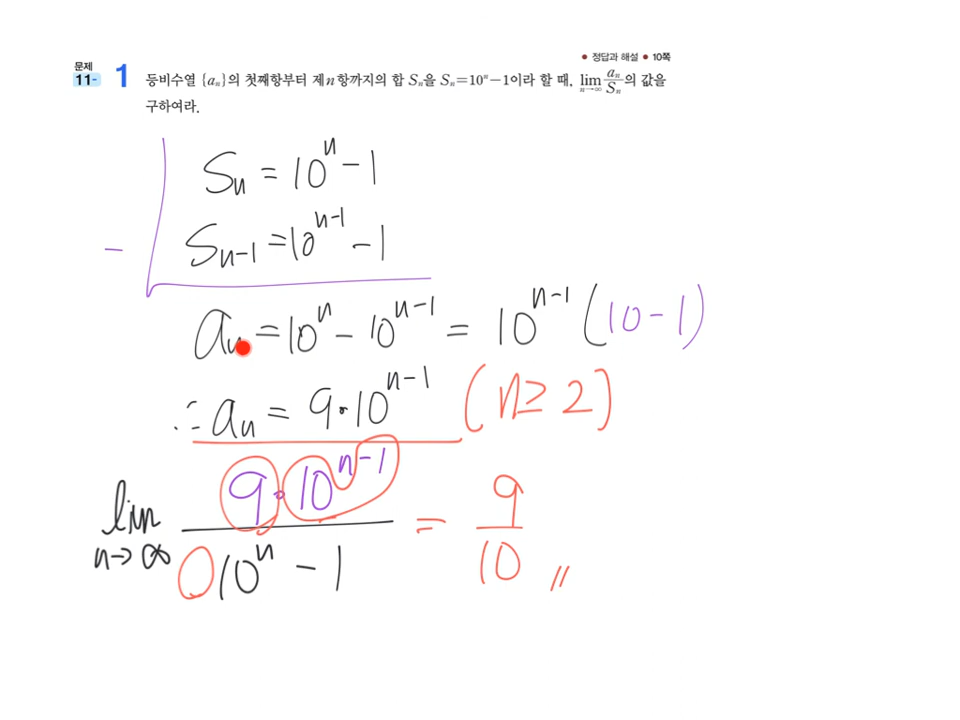 ● 정답과 해설 ● 10쪽
문제
11- 1 등비수열 {aₙ}의 첫째항부터 제n항까지의 합 Sₙ을 Sₙ=10ⁿ−1이라 할 때, lim n→∞ aₙ/Sₙ의 값을
구하여라.
Sₙ = 10ⁿ − 1
− Sₙ₋₁ = 10ⁿ⁻¹ − 1
aₙ = 10ⁿ − 10ⁿ⁻¹ = 10ⁿ⁻¹ (10 − 1)
∴ aₙ = 9·10ⁿ⁻¹ (n ≥ 2)
lim n→∞ 9·10ⁿ⁻¹ / 10ⁿ − 1 = 9/10 〃